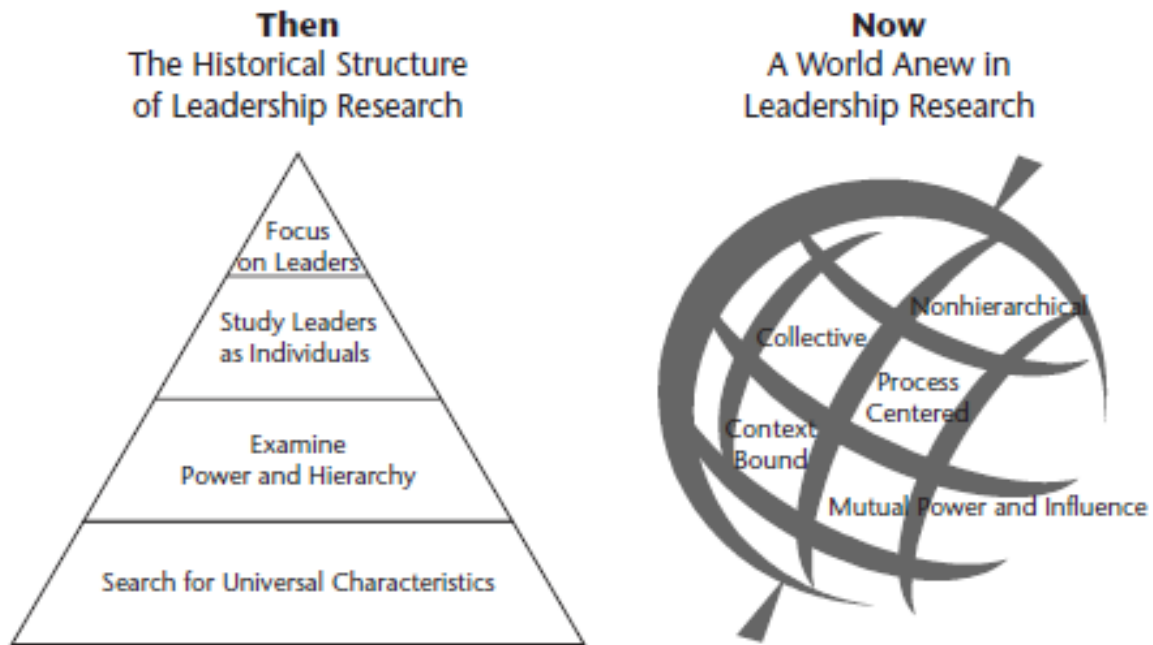 Then
The Historical Structure
of Leadership Research
Focus
on Leaders
Study Leaders
as Individuals
Examine
Power and Hierarchy
Search for Universal Characteristics
Now
A World Anew in
Leadership Research
Nonhierarchical
Collective
Process
Centered
Context
Bound
Mutual Power and Influence